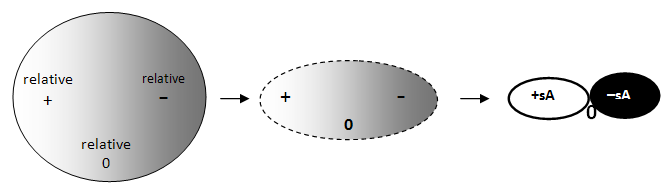 relative relative
+ −
relative
0
+ -
0
+sA −sA
0